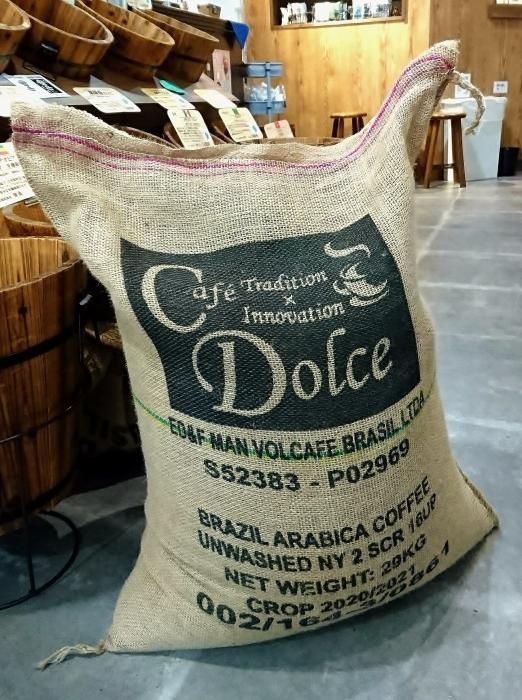 Café Tradition
×
Innovation
Dolce
ED&F MAN VOLCAFE BRASIL LTDA
S52383 - P02969
BRAZIL ARABICA COFFEE
UNWASHED NY 2 SCR 16UP
NET WEIGHT: 29KG
CROP 2020/2021